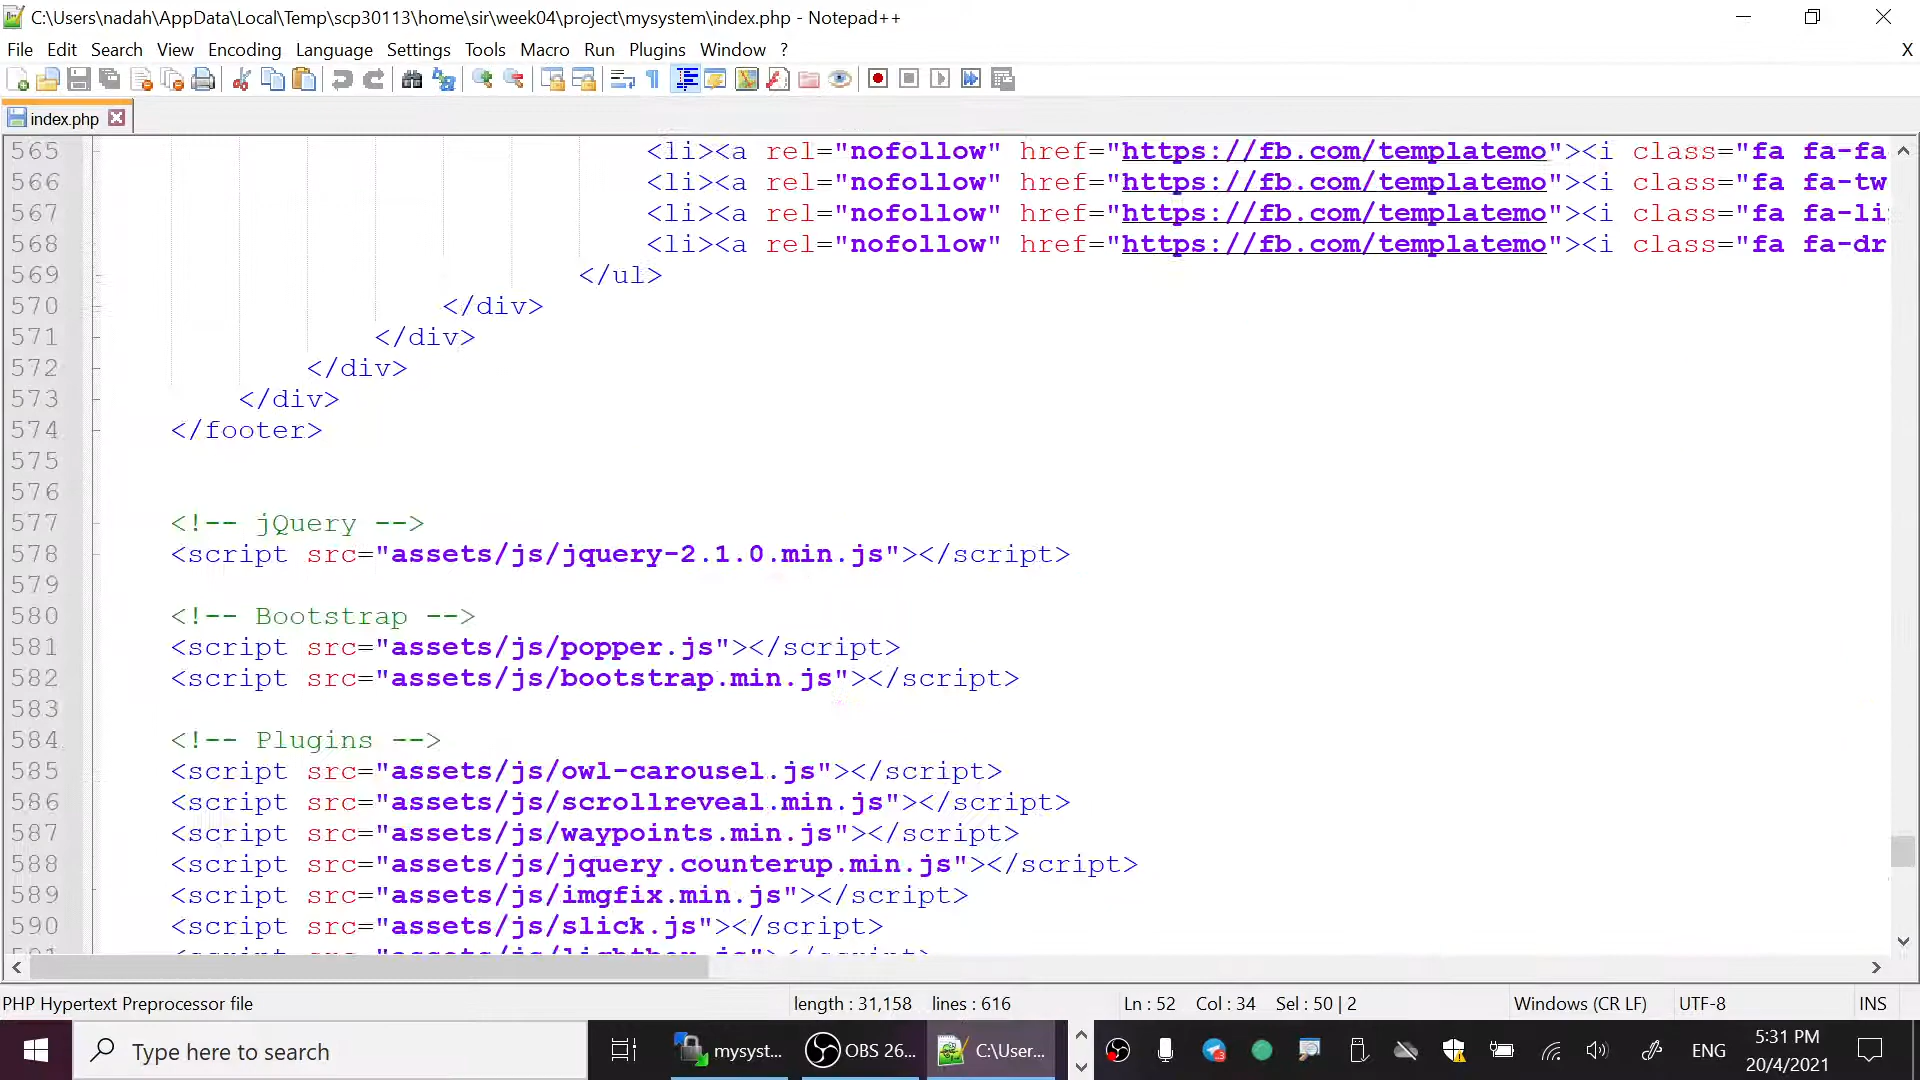 C:\Users\nadah\AppData\Local\Temp\scp30113\home\sir\week04\project\mysystem\index.php - Notepad++
File Edit Search View Encoding Language Settings Tools Macro Run Plugins Window ? X
index.php
565 <li><a rel="nofollow" href="https://fb.com/templatemo"><i class="fa fa-fa
566 <li><a rel="nofollow" href="https://fb.com/templatemo"><i class="fa fa-tw
567 <li><a rel="nofollow" href="https://fb.com/templatemo"><i class="fa fa-li
568 <li><a rel="nofollow" href="https://fb.com/templatemo"><i class="fa fa-dr
569 </ul>
570 </div>
571 </div>
572 </div>
573 </div>
574 </footer>
575
576
577 <!-- jQuery -->
578 <script src="assets/js/jquery-2.1.0.min.js"></script>
579
580 <!-- Bootstrap -->
581 <script src="assets/js/popper.js"></script>
582 <script src="assets/js/bootstrap.min.js"></script>
583
584 <!-- Plugins -->
585 <script src="assets/js/owl-carousel.js"></script>
586 <script src="assets/js/scrollreveal.min.js"></script>
587 <script src="assets/js/waypoints.min.js"></script>
588 <script src="assets/js/jquery.counterup.min.js"></script>
589 <script src="assets/js/imgfix.min.js"></script>
590 <script src="assets/js/slick.js"></script>
PHP Hypertext Preprocessor file length : 31,158 lines : 616 Ln : 52 Col : 34 Sel : 50 | 2 Windows (CR LF) UTF-8 INS
Type here to search mysyst... OBS 26... C:\User... ENG 5:31 PM
20/4/2021